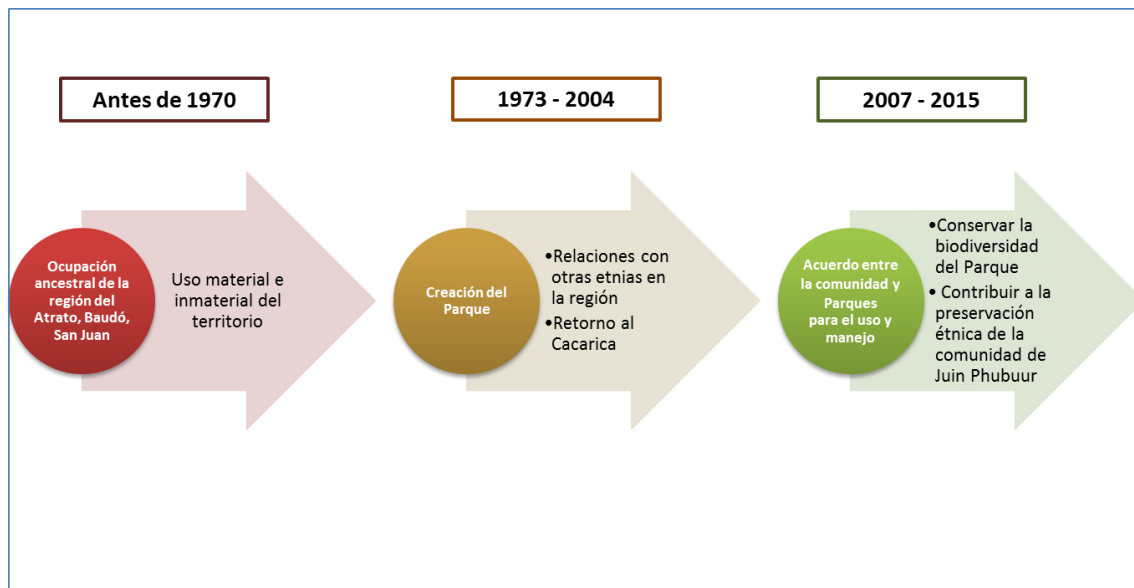 Antes de 1970
Ocupación
ancestral de la
región del
Atrato, Baudó,
San Juan
Uso material e
inmaterial del
territorio
1973 - 2004
Creación del
Parque
•Relaciones con
otras etnias en
la región
•Retorno al
Cacarica
2007 - 2015
Acuerdo entre
la comunidad y
Parques
para el uso y
manejo
•Conservar la
biodiversidad
del Parque
• Contribuir a la
preservación
étnica de la
comunidad de
Juin Phubuur